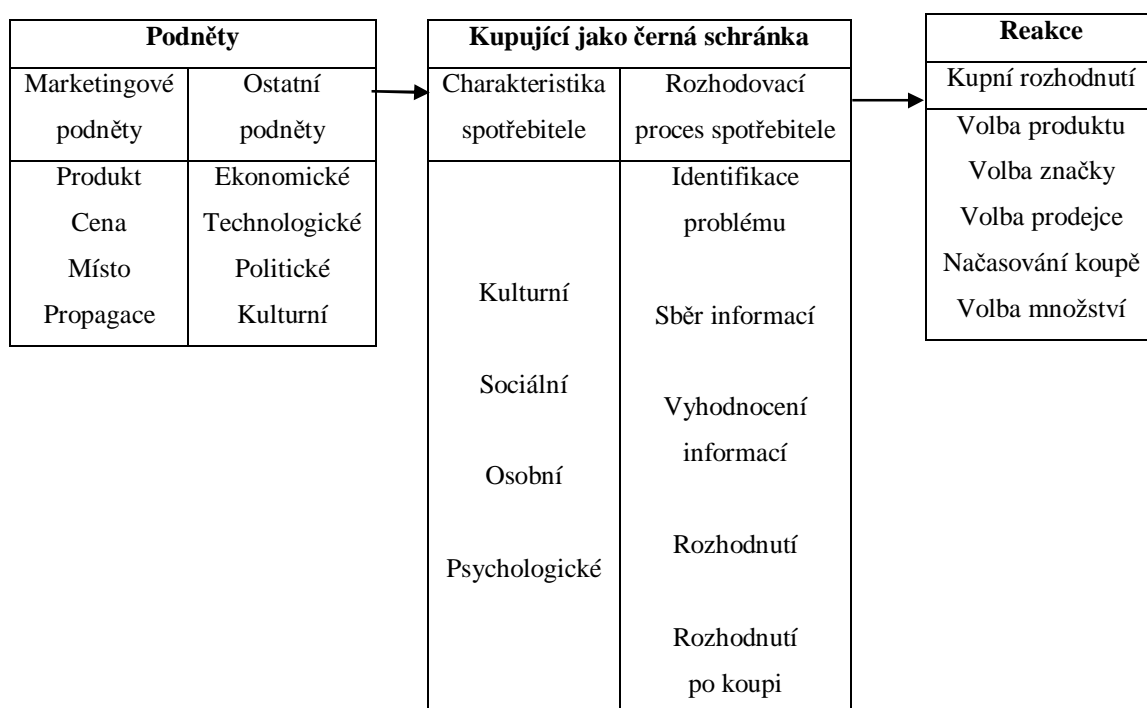 Podněty
Marketingové
podněty
Ostatní
podněty
Produkt
Cena
Místo
Propagace
Ekonomické
Technologické
Politické
Kulturní
Kupující jako černá schránka
Charakteristika
spotřebitele
Rozhodovací
proces spotřebitele
Kulturní
Sociální
Osobní
Psychologické
Identifikace
problému
Sběr informací
Vyhodnocení
informací
Rozhodnutí
Rozhodnutí
po koupi
Reakce
Kupní rozhodnutí
Volba produktu
Volba značky
Volba prodejce
Načasování koupě
Volba množství